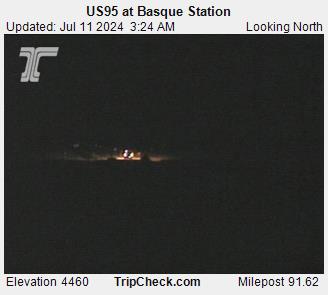 US95 at Basque Station
Updated: Jul 11 2024 3:24 AM Looking North
Elevation 4460 TripCheck.com Milepost 91.62